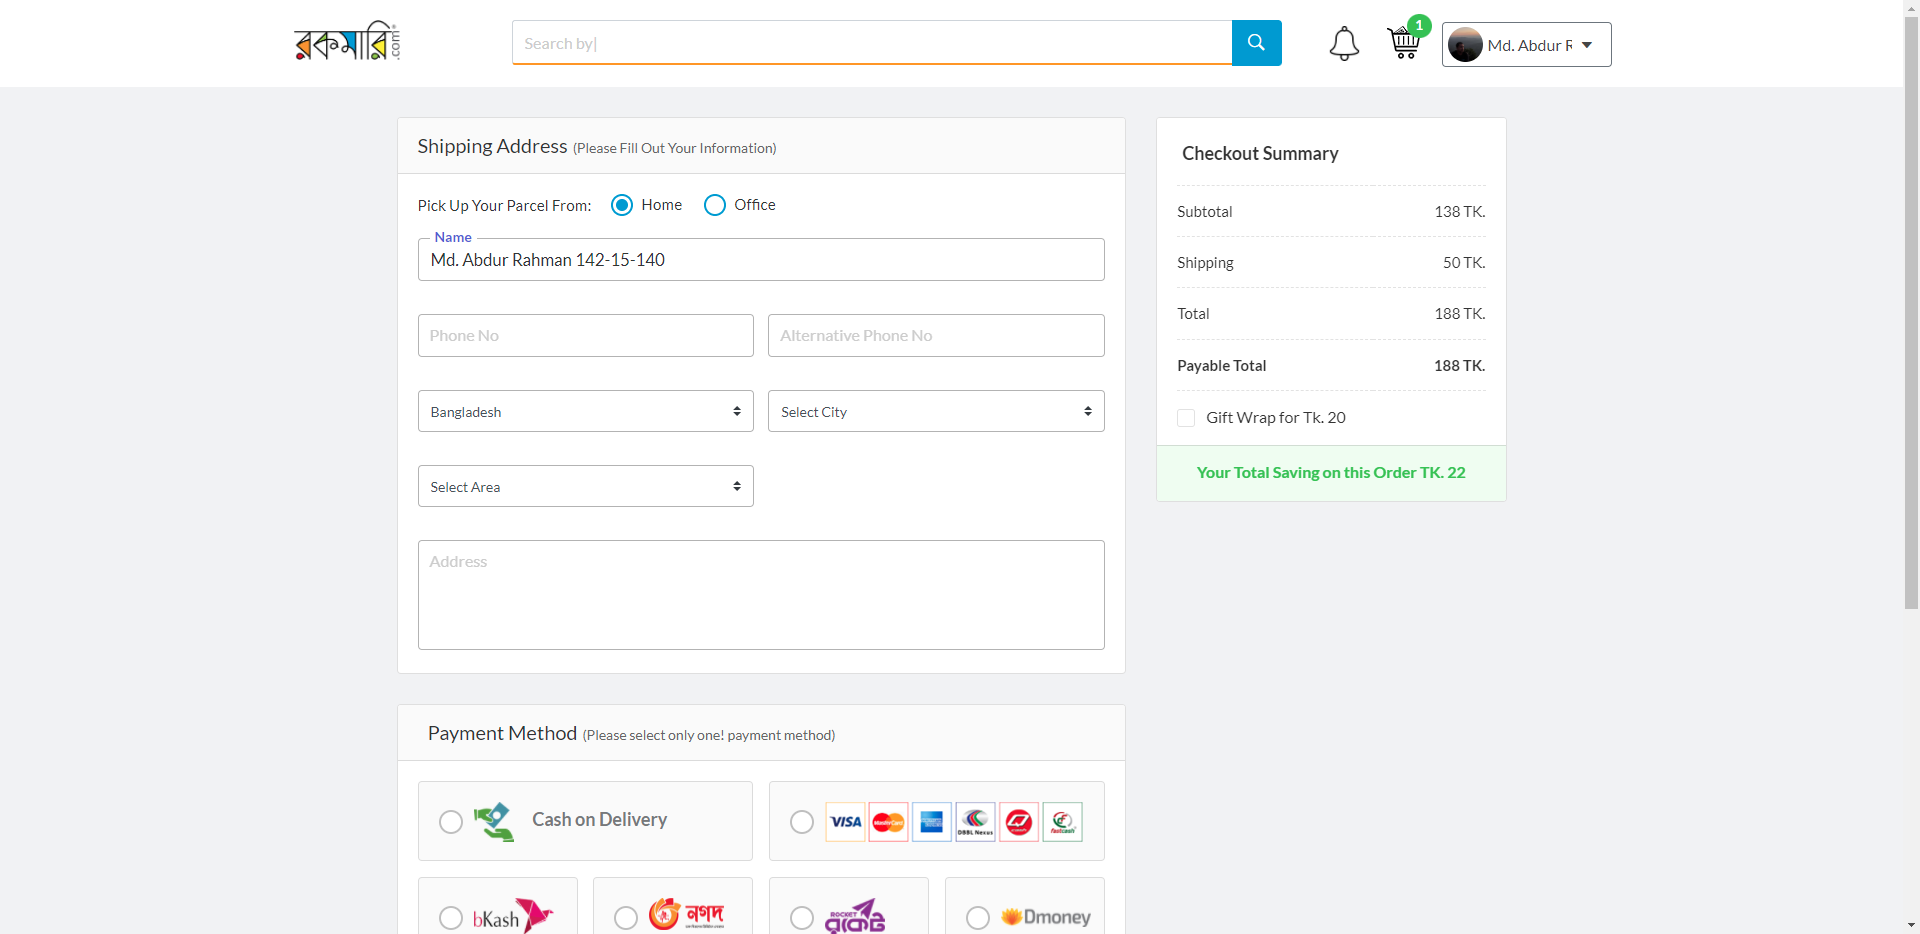 রকমারি.com
Search by|
1
Md. Abdur R
Shipping Address (Please Fill Out Your Information)
Pick Up Your Parcel From: Home Office
Name
Md. Abdur Rahman 142-15-140
Phone No Alternative Phone No
Bangladesh Select City
Select Area
Address
Checkout Summary
Subtotal 138 TK.
Shipping 50 TK.
Total 188 TK.
Payable Total 188 TK.
Gift Wrap for Tk. 20
Your Total Saving on this Order TK. 22
Payment Method (Please select only one! payment method)
Cash on Delivery VISA MasterCard DBBL Nexus fastcash
bKash নগদ ROCKET রকেট Dmoney